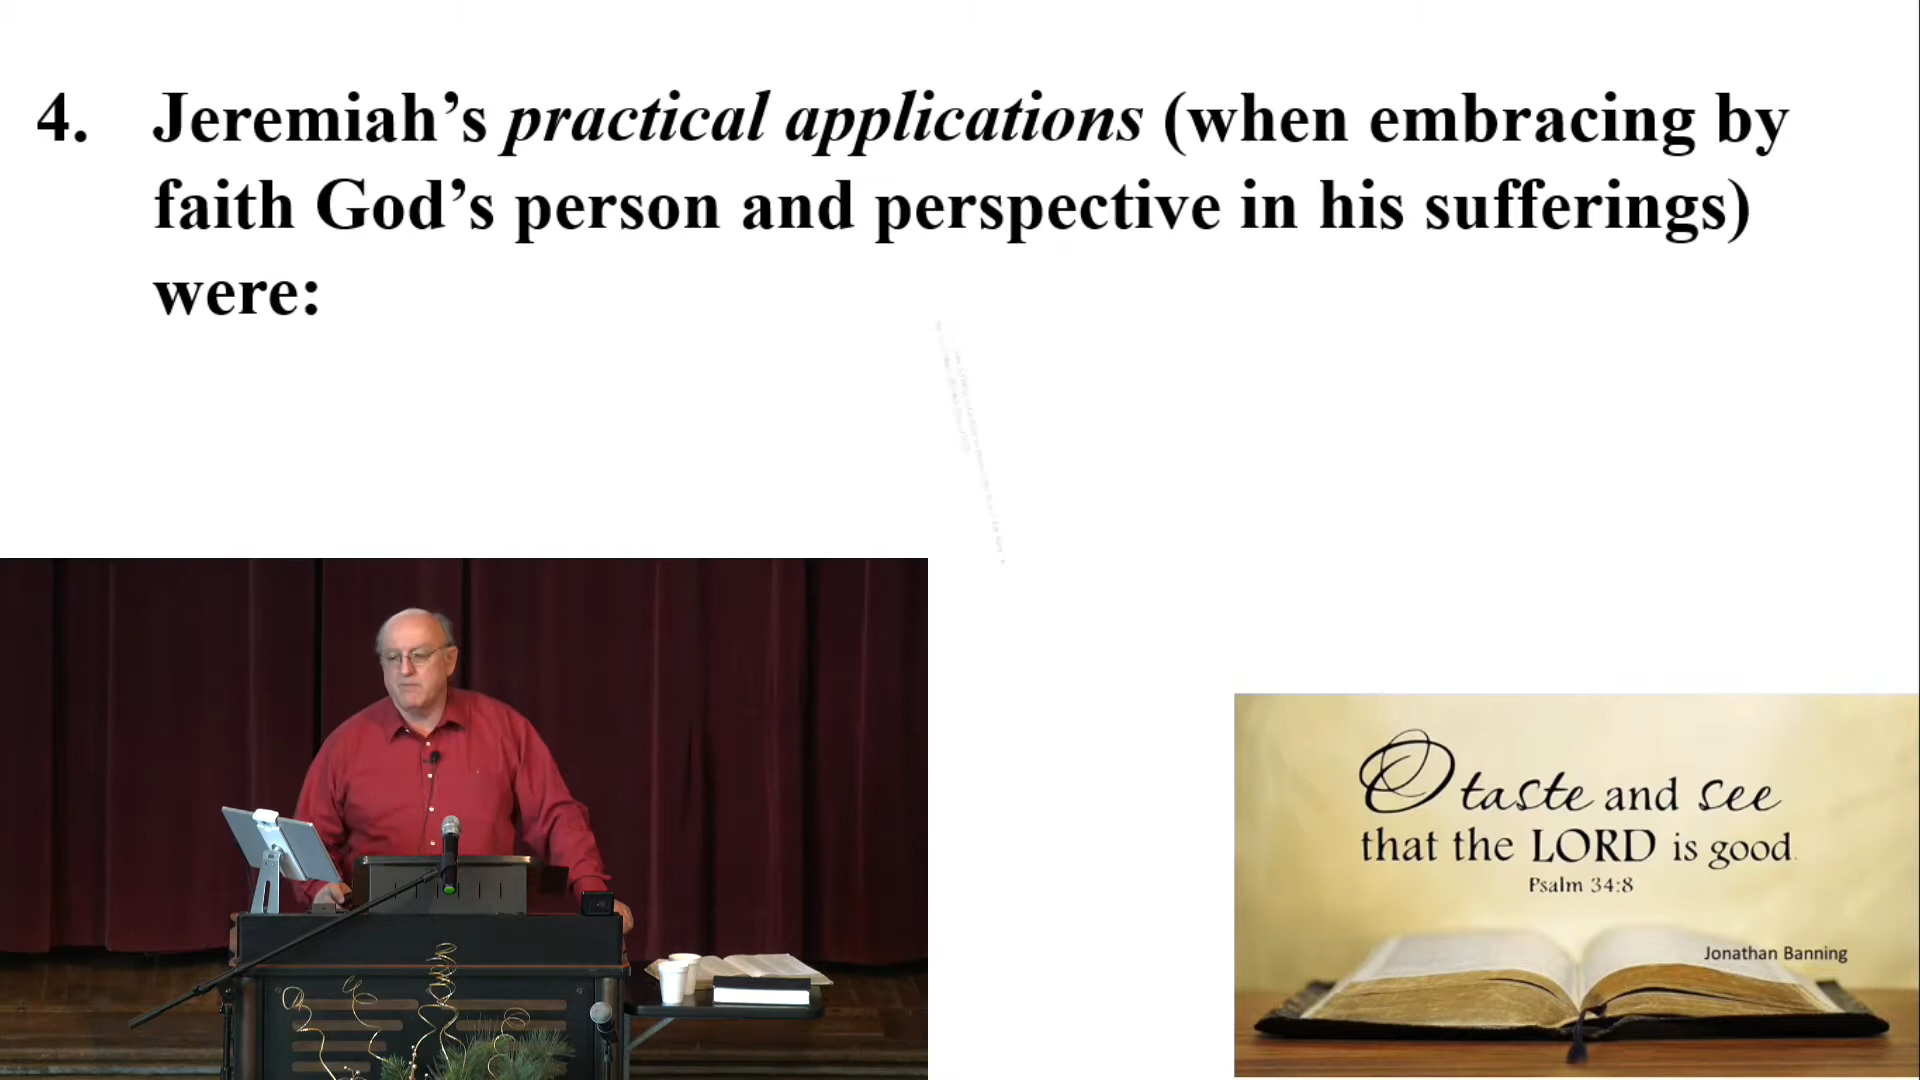 4. Jeremiah’s practical applications (when embracing by
faith God’s person and perspective in his sufferings)
were:
O taste and see
that the LORD is good.
Psalm 34:8
Jonathan Banning